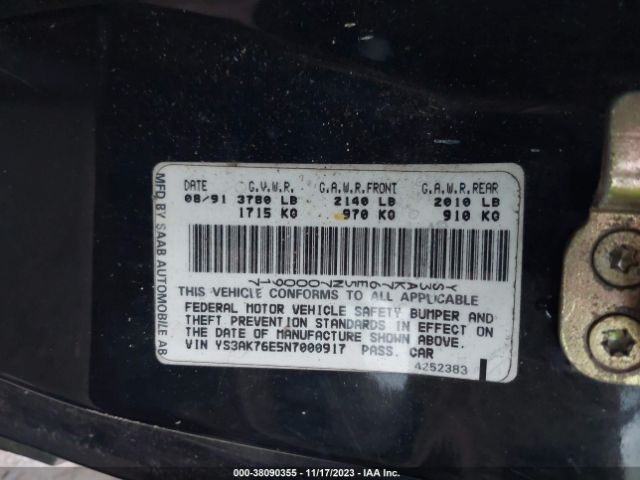 MFD BY SAAB AUTOMOBILE AB
DATE G.V.W.R. G.A.W.R.FRONT G.A.W.R.REAR
08/91 3780 LB 2140 LB 2010 LB
1715 KG 970 KG 910 KG
YS3AK76E5N7000917
THIS VEHICLE CONFORMS TO ALL APPLICABLE
FEDERAL MOTOR VEHICLE SAFETY BUMPER AND
THEFT PREVENTION STANDARDS IN EFFECT ON
THE DATE OF MANUFACTURE SHOWN ABOVE.
VIN YS3AK76E5N7000917 PASS. CAR
4252383
000-38090355 - 11/17/2023 - IAA Inc.